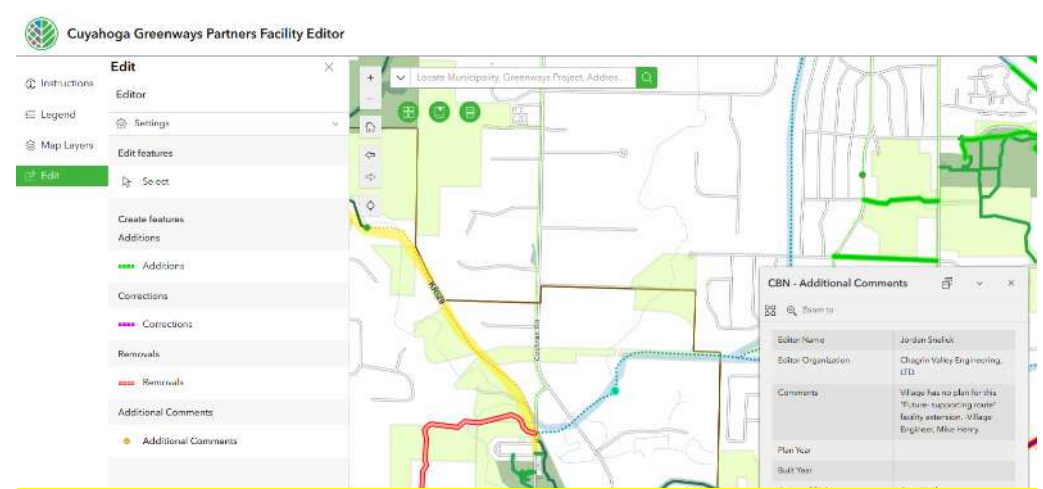 Cuyahoga Greenways Partners Facility Editor
Instructions
Legend
Map Layers
Edit
Edit
Editor
Settings
Edit features
Select
Create features
Additions
Additions
Corrections
Corrections
Removals
Removals
Additional Comments
Additional Comments
Locate Municipality, Greenways Project, Addres...
Cochran Rd
CBN - Additional Comments
Zoom to
Editor Name
Jordan Snelick
Editor Organization
Chagrin Valley Engineering,
LTD.
Comments
Village has no plan for this
"Future- supporting route"
facility extension. -Village
Engineer, Mike Henry.
Plan Year
Built Year